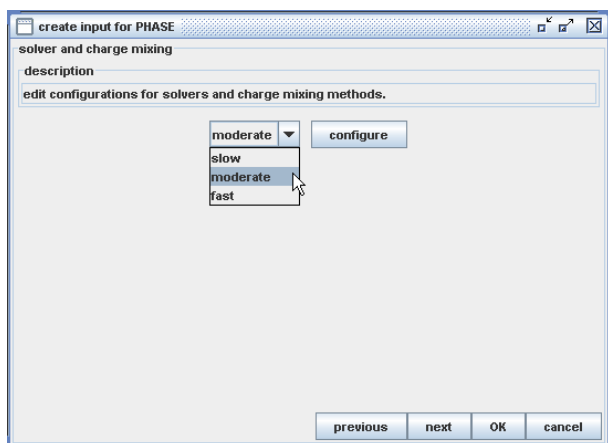 create input for PHASE
solver and charge mixing
description
edit configurations for solvers and charge mixing methods.
moderate configure
slow
moderate
fast
previous next OK cancel